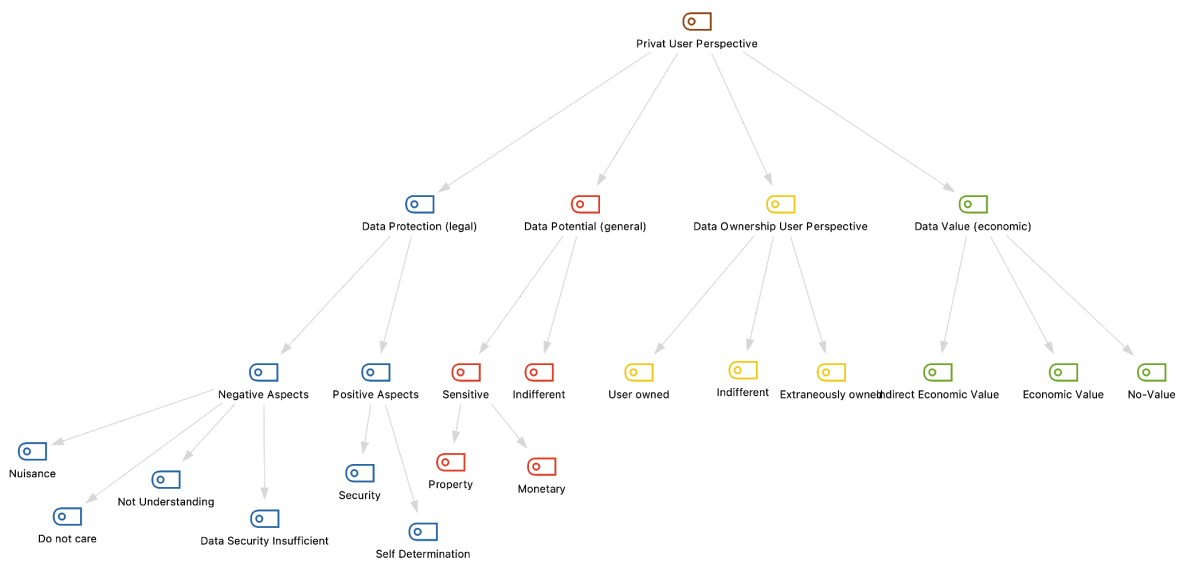 Privat User Perspective
Data Protection (legal)
Data Potential (general)
Data Ownership User Perspective
Data Value (economic)
Negative Aspects
Positive Aspects
Sensitive
Indifferent
User owned
Indifferent
Extraneously owned
Indirect Economic Value
Economic Value
No-Value
Nuisance
Not Understanding
Security
Property
Monetary
Do not care
Data Security Insufficient
Self Determination